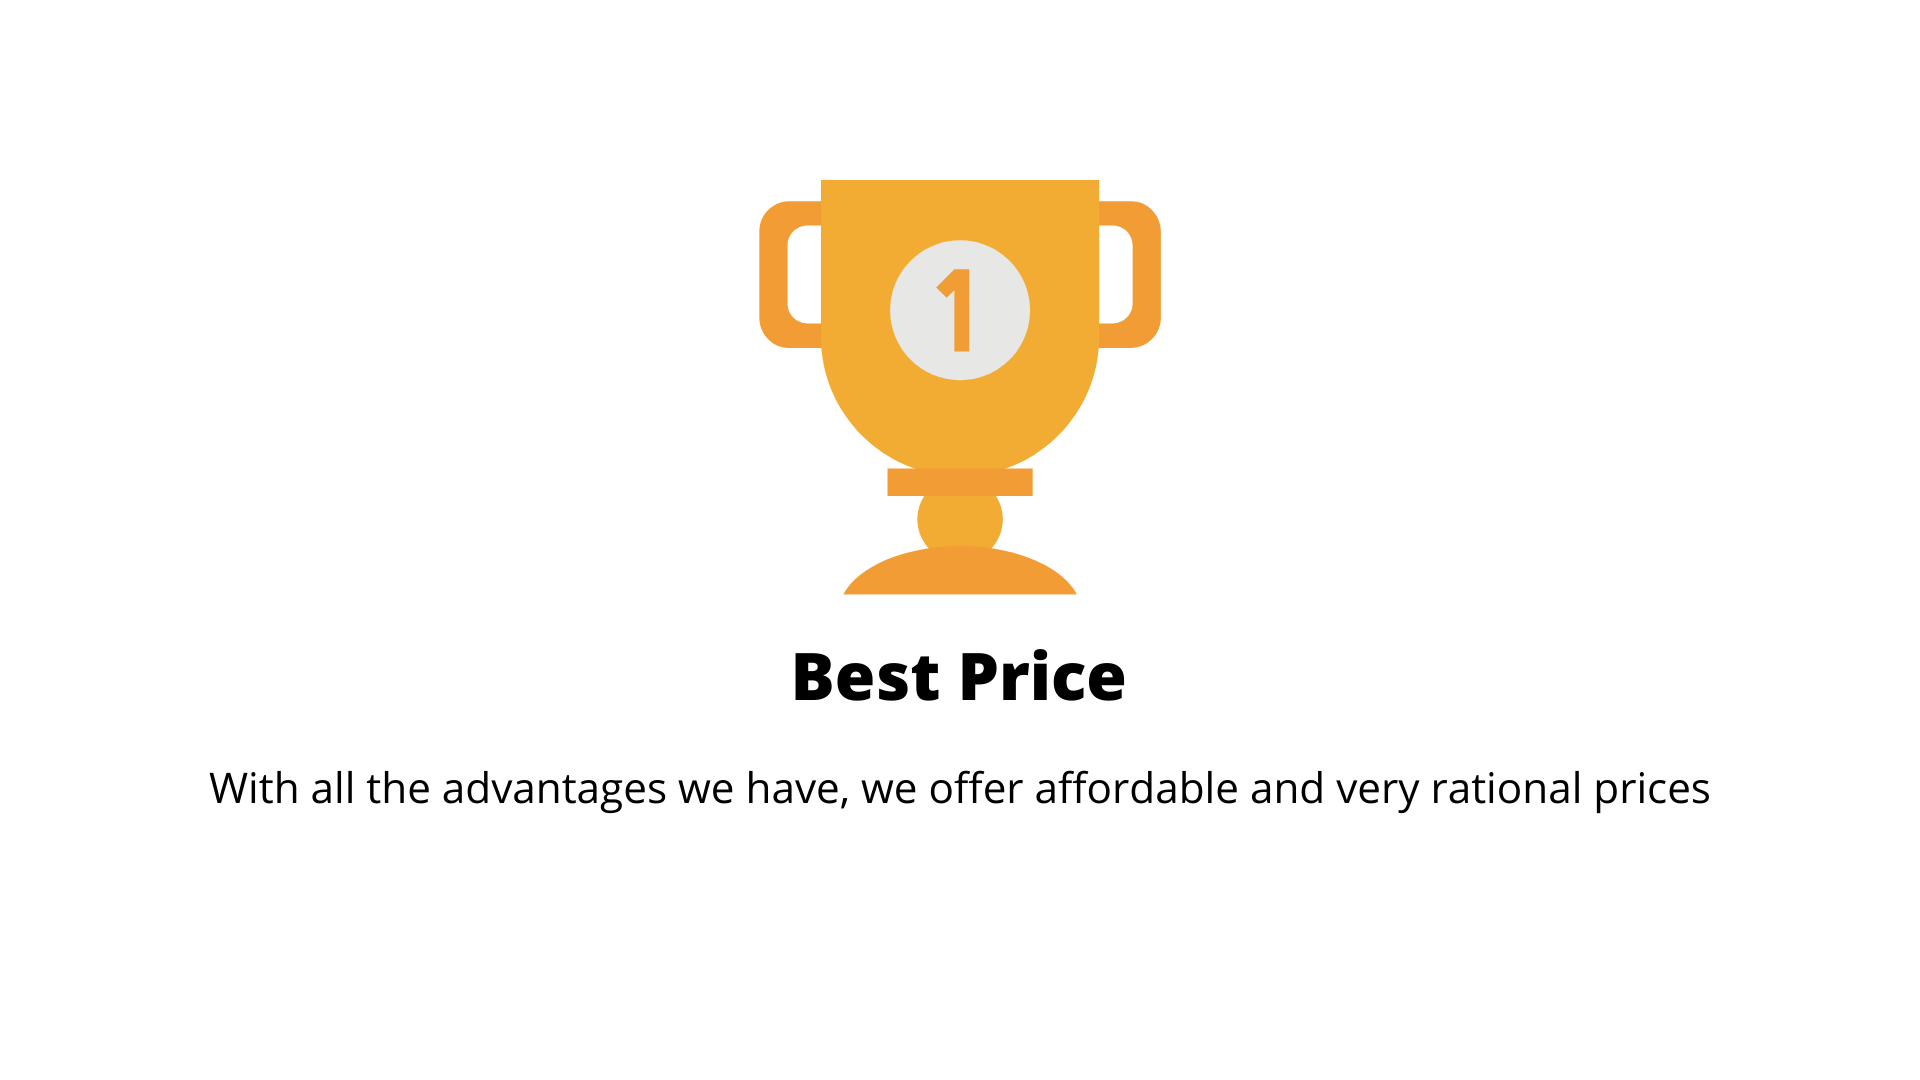 1
Best Price
With all the advantages we have, we offer affordable and very rational prices